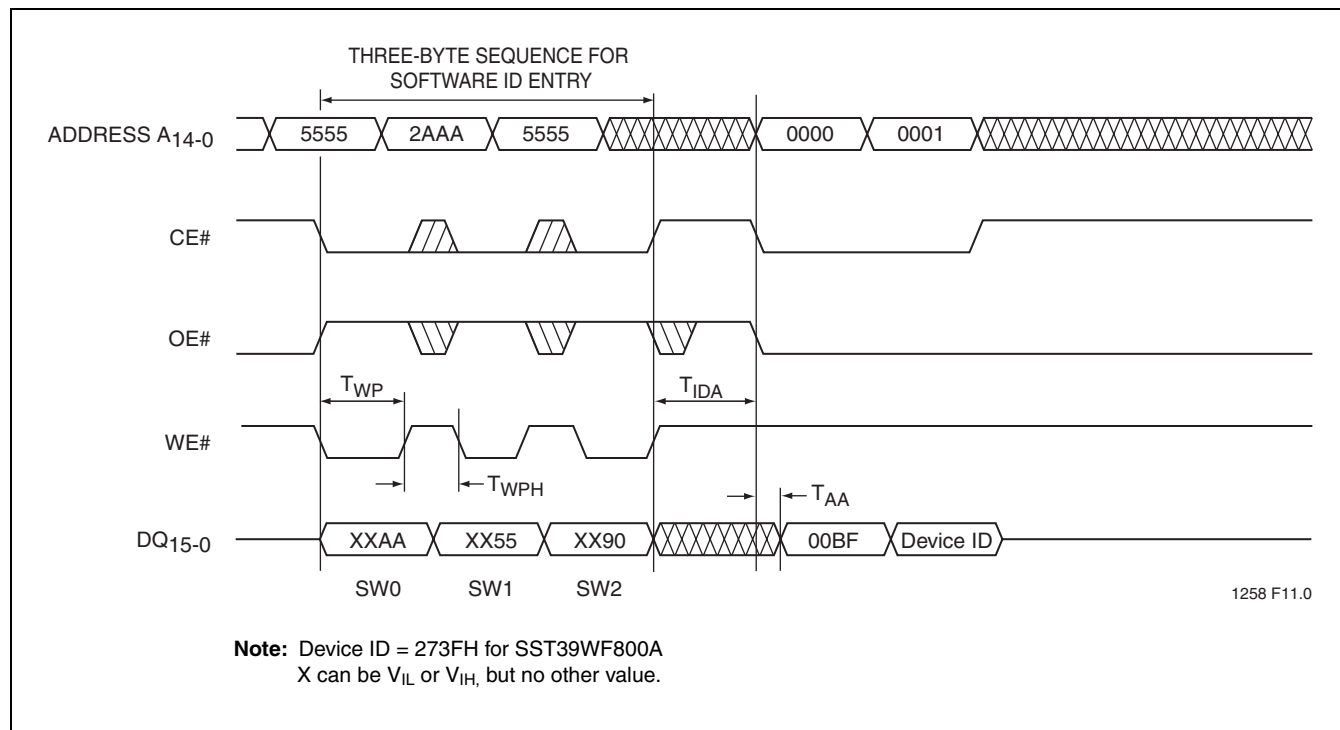 THREE-BYTE SEQUENCE FOR
SOFTWARE ID ENTRY
ADDRESS A14-0
5555 2AAA 5555 0000 0001
CE#
OE#
TWP TIDA
WE#
TWPH TAA
DQ15-0
XXAA XX55 XX90 00BF Device ID
SW0 SW1 SW2
1258 F11.0
Note: Device ID = 273FH for SST39WF800A
X can be VIL or VIH, but no other value.